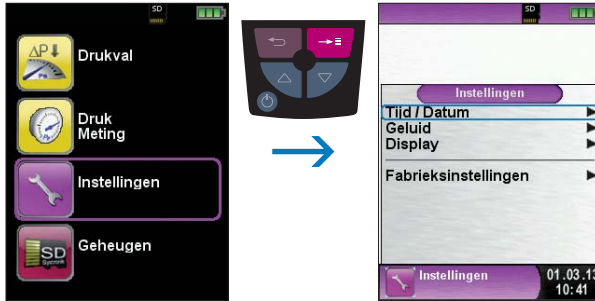 SD
ΔP
Drukval
Druk
Meting
Instellingen
SD
Geheugen
SD
Instellingen
Tijd / Datum
Geluid
Display
Fabrieksinstellingen
Instellingen
01.03.13
10:41